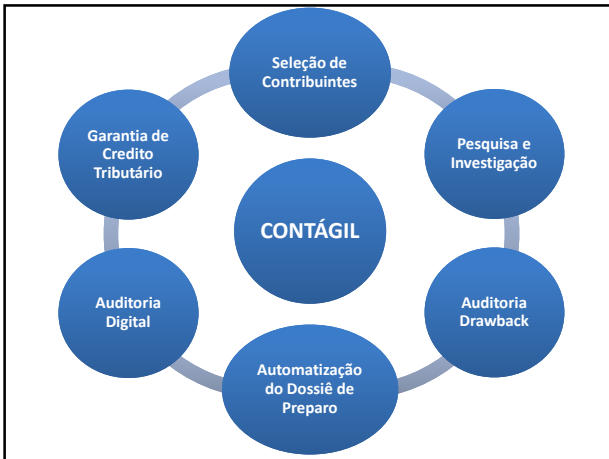 Seleção de
Contribuintes
Garantia de
Credito
Tributário
Pesquisa e
Investigação
CONTÁGIL
Auditoria
Digital
Auditoria
Drawback
Automatização
do Dossiê de
Preparo